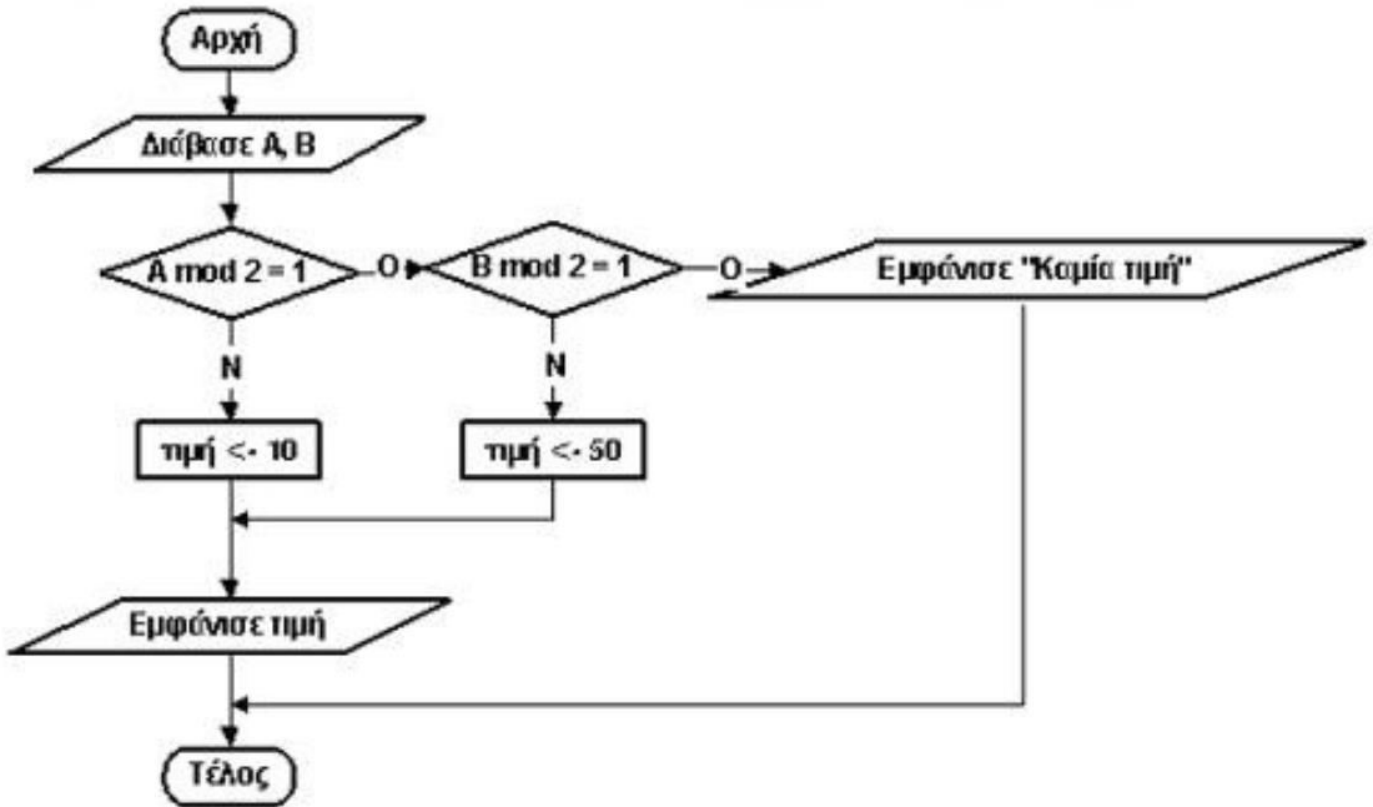 Αρχή
Διάβασε Α, Β
A mod 2 = 1
Ο
B mod 2 = 1
Ο
Εμφάνισε "Καμία τιμή"
Ν
Ν
τιμή <- 10
τιμή <- 50
Εμφάνισε τιμή
Τέλος